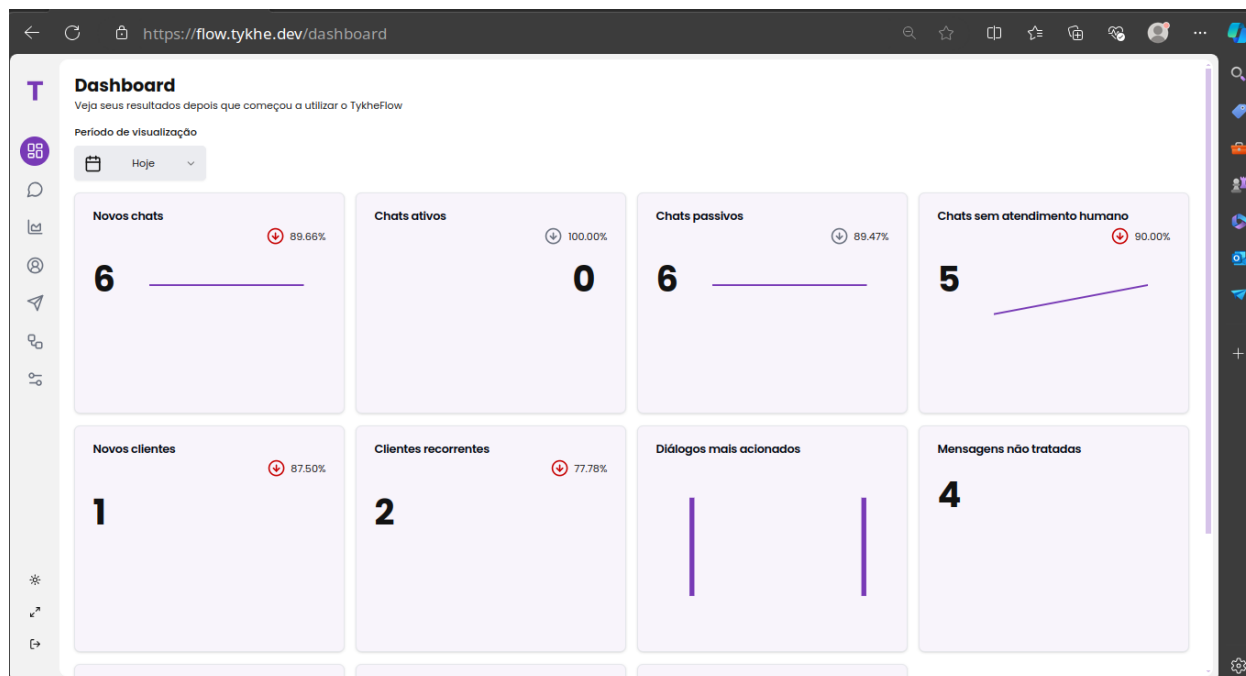 https://flow.tykhe.dev/dashboard
T
Dashboard
Veja seus resultados depois que começou a utilizar o TykheFlow
Período de visualização
Hoje
Novos chats
89.66%
6
Chats ativos
100.00%
0
Chats passivos
89.47%
6
Chats sem atendimento humano
90.00%
5
Novos clientes
87.50%
1
Clientes recorrentes
77.78%
2
Diálogos mais acionados
Mensagens não tratadas
4